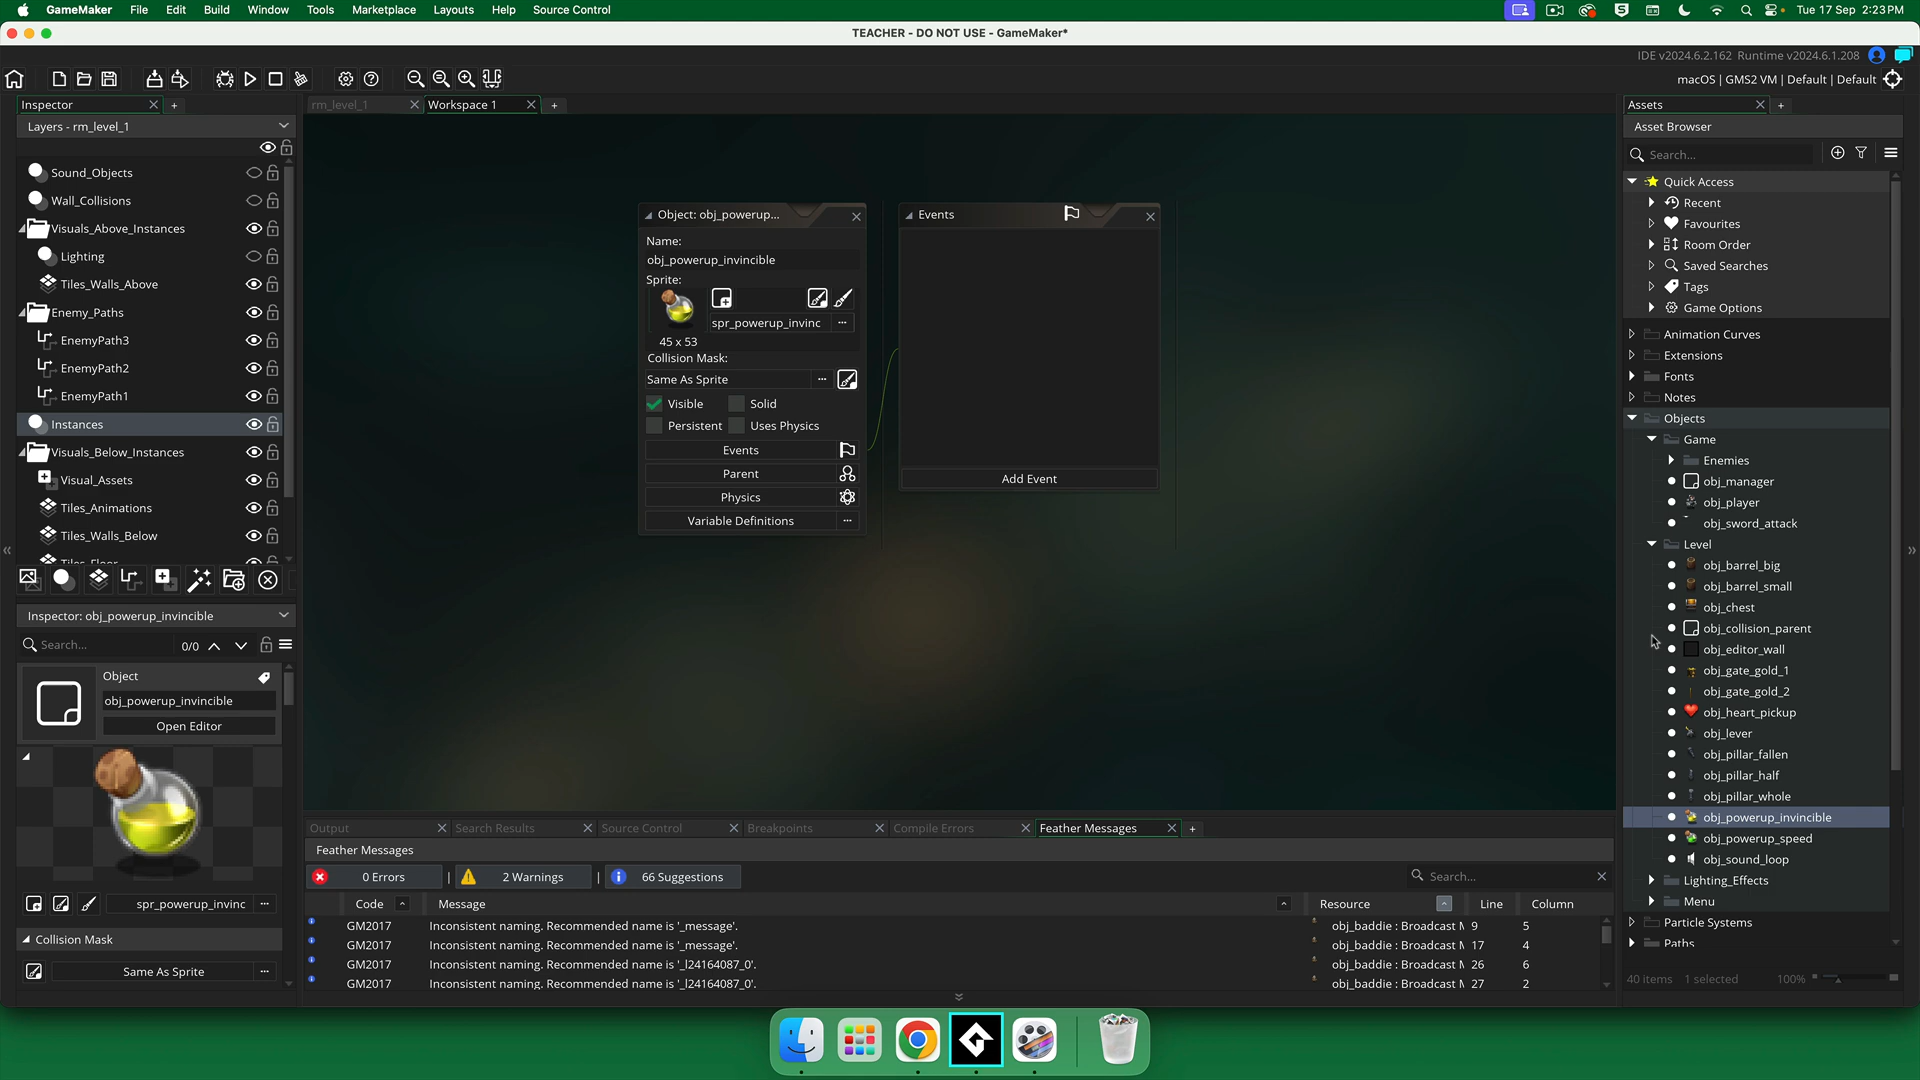 GameMaker File Edit Build Window Tools Marketplace Layouts Help Source Control Tue 17 Sep 2:23 PM
TEACHER - DO NOT USE - GameMaker*
IDE v2024.6.2.162 Runtime v2024.6.1.208
macOS | GMS2 VM | Default | Default
Inspector
Layers - rm_level_1
Sound_Objects
Wall_Collisions
Visuals_Above_Instances
Lighting
Tiles_Walls_Above
Enemy_Paths
EnemyPath3
EnemyPath2
EnemyPath1
Instances
Visuals_Below_Instances
Visual_Assets
Tiles_Animations
Tiles_Walls_Below
Tiles_Floor
Inspector: obj_powerup_invincible
Search... 0/0
Object
obj_powerup_invincible
Open Editor
spr_powerup_invinc
Collision Mask
Same As Sprite
rm_level_1 Workspace 1
Object: obj_powerup...
Name:
obj_powerup_invincible
Sprite:
spr_powerup_invinc
45 x 53
Collision Mask:
Same As Sprite
Visible Solid
Persistent Uses Physics
Events
Parent
Physics
Variable Definitions
Events
Add Event
Output Search Results Source Control Breakpoints Compile Errors Feather Messages
Feather Messages
0 Errors | 2 Warnings | 66 Suggestions Search...
Code Message Resource Line Column
GM2017 Inconsistent naming. Recommended name is '_message'. obj_baddie : Broadcast M 9 5
GM2017 Inconsistent naming. Recommended name is '_message'. obj_baddie : Broadcast M 17 4
GM2017 Inconsistent naming. Recommended name is '_l24164087_0'. obj_baddie : Broadcast M 26 6
GM2017 Inconsistent naming. Recommended name is '_l24164087_0'. obj_baddie : Broadcast M 27 2
Assets
Asset Browser
Search...
Quick Access
Recent
Favourites
Room Order
Saved Searches
Tags
Game Options
Animation Curves
Extensions
Fonts
Notes
Objects
Game
Enemies
obj_manager
obj_player
obj_sword_attack
Level
obj_barrel_big
obj_barrel_small
obj_chest
obj_collision_parent
obj_editor_wall
obj_gate_gold_1
obj_gate_gold_2
obj_heart_pickup
obj_lever
obj_pillar_fallen
obj_pillar_half
obj_pillar_whole
obj_powerup_invincible
obj_powerup_speed
obj_sound_loop
Lighting_Effects
Menu
Particle Systems
Paths
40 items 1 selected 100%